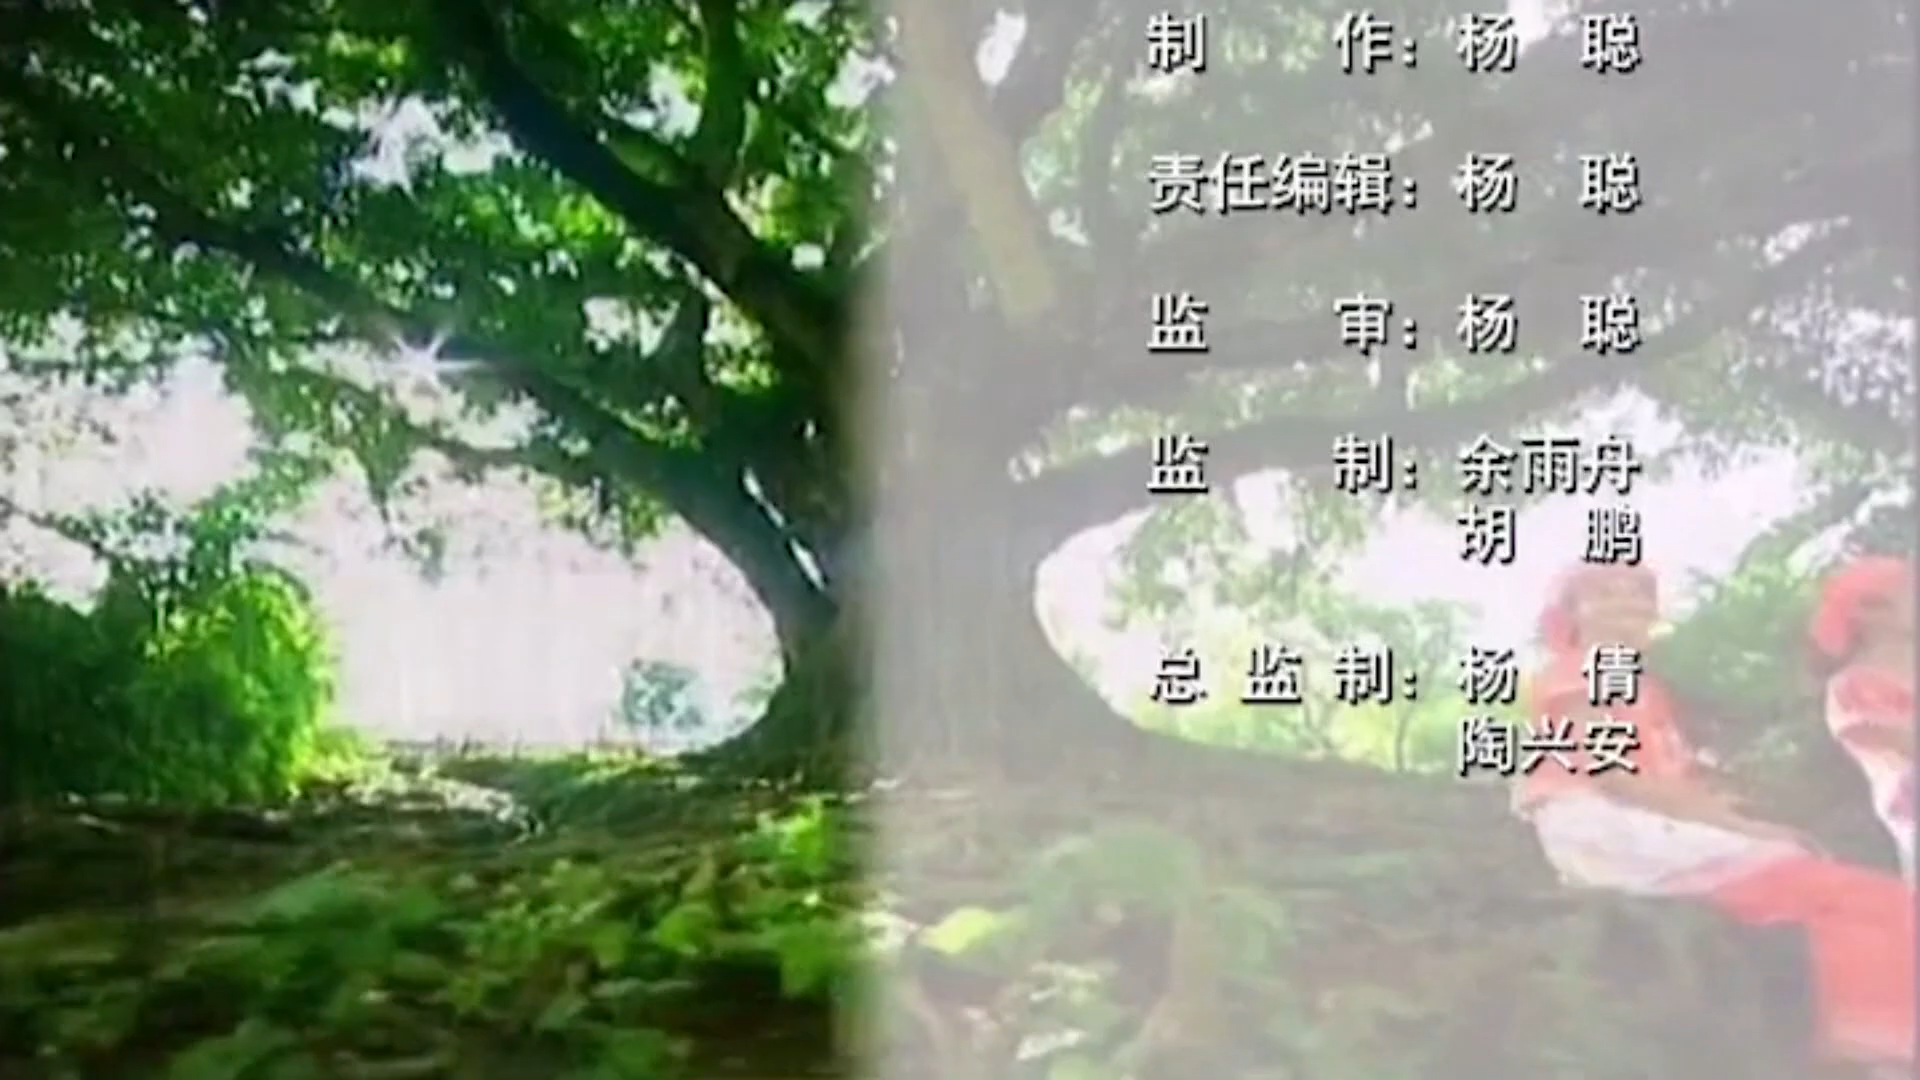 制作：杨聪
责任编辑：杨聪
监审：杨聪
监制：余雨舟
胡鹏
总监制：杨倩
陶兴安